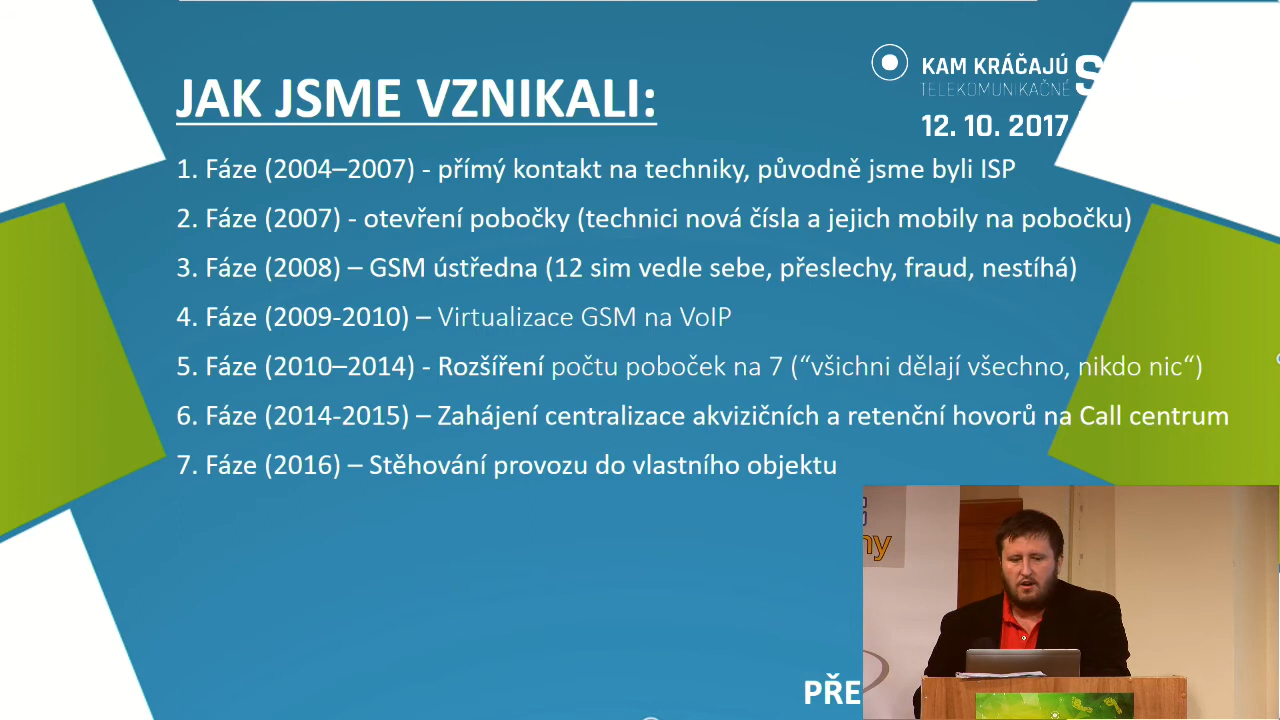 JAK JSME VZNIKALI:
KAM KRÁČAJÚ
TELEKOMUNIKAČNÉ S
12. 10. 2017
1. Fáze (2004–2007) - přímý kontakt na techniky, původně jsme byli ISP
2. Fáze (2007) - otevření pobočky (technici nová čísla a jejich mobily na pobočku)
3. Fáze (2008) – GSM ústředna (12 sim vedle sebe, přeslechy, fraud, nestíhá)
4. Fáze (2009-2010) – Virtualizace GSM na VoIP
5. Fáze (2010–2014) - Rozšíření počtu poboček na 7 (“všichni dělají všechno, nikdo nic“)
6. Fáze (2014-2015) – Zahájení centralizace akvizičních a retenční hovorů na Call centrum
7. Fáze (2016) – Stěhování provozu do vlastního objektu
PŘE
ny